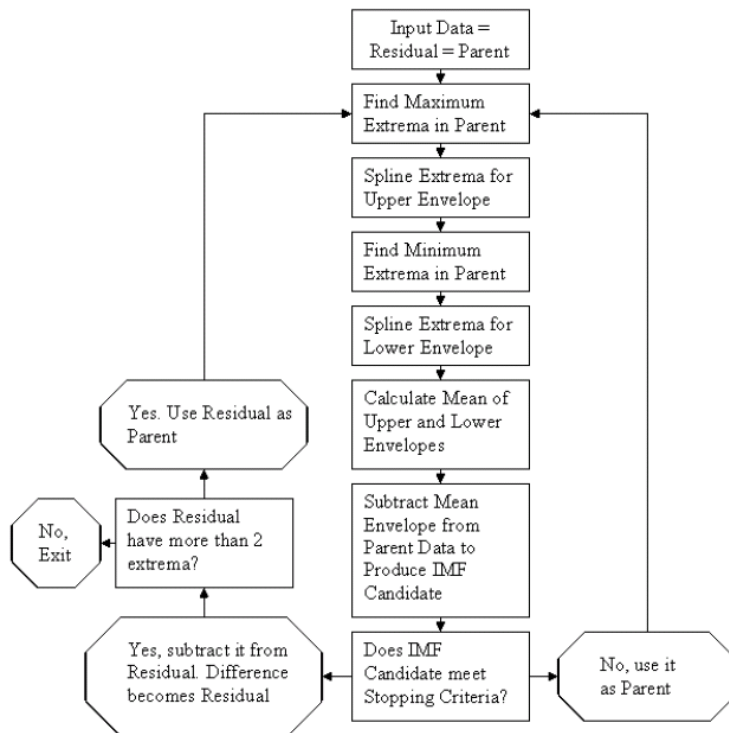 Input Data =
Residual = Parent
Find Maximum
Extrema in Parent
Spline Extrema for
Upper Envelope
Find Minimum
Extrema in Parent
Spline Extrema for
Lower Envelope
Calculate Mean of
Upper and Lower
Envelopes
Subtract Mean
Envelope from
Parent Data to
Produce IMF
Candidate
Does IMF
Candidate meet
Stopping Criteria?
No, use it
as Parent
Yes, subtract it from
Residual. Difference
becomes Residual
Does Residual
have more than 2
extrema?
No,
Exit
Yes. Use Residual as
Parent